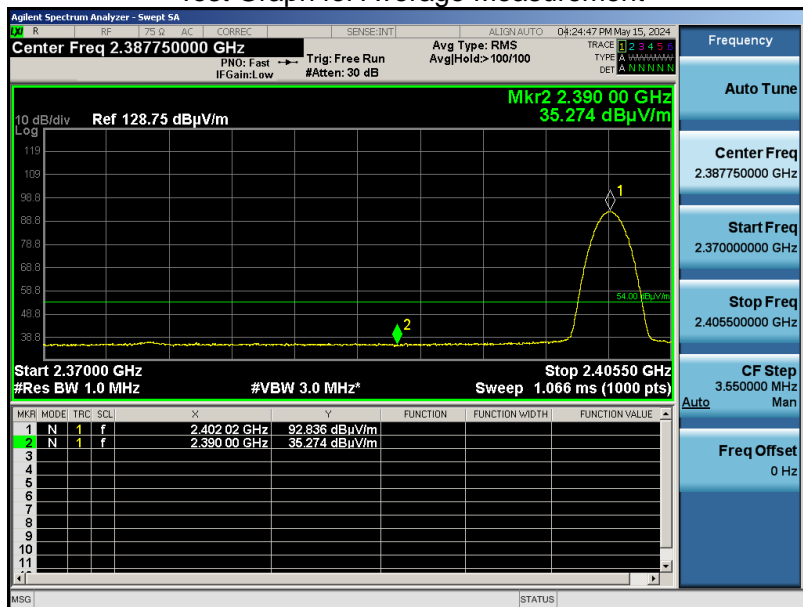 Test Graph for Average Measurement
Agilent Spectrum Analyzer - Swept SA
LXI R RF 75 Ω AC CORREC SENSE:INT ALIGN AUTO 04:24:47 PM May 15, 2024
Center Freq 2.387750000 GHz
PNO: Fast
IFGain:Low
Trig: Free Run
#Atten: 30 dB
Avg Type: RMS
Avg|Hold:>100/100
TRACE 1 2 3 4 5 6
TYPE A WWWWW
DET A N N N N N
Mkr2 2.390 00 GHz
35.274 dBµV/m
10 dB/div Ref 128.75 dBµV/m
Log
119
109
98.8
88.8
78.8
68.8
58.8
48.8
38.8
1
2
54.00 dBµV/m
Start 2.37000 GHz Stop 2.40550 GHz
#Res BW 1.0 MHz #VBW 3.0 MHz* Sweep 1.066 ms (1000 pts)
MKR MODE TRC SCL X Y FUNCTION FUNCTION WIDTH FUNCTION VALUE
1 N 1 f 2.402 02 GHz 92.836 dBµV/m
2 N 1 f 2.390 00 GHz 35.274 dBµV/m
3
4
5
6
7
8
9
10
11
MSG STATUS
Frequency
Auto Tune
Center Freq
2.387750000 GHz
Start Freq
2.370000000 GHz
Stop Freq
2.405500000 GHz
CF Step
3.550000 MHz
Auto Man
Freq Offset
0 Hz